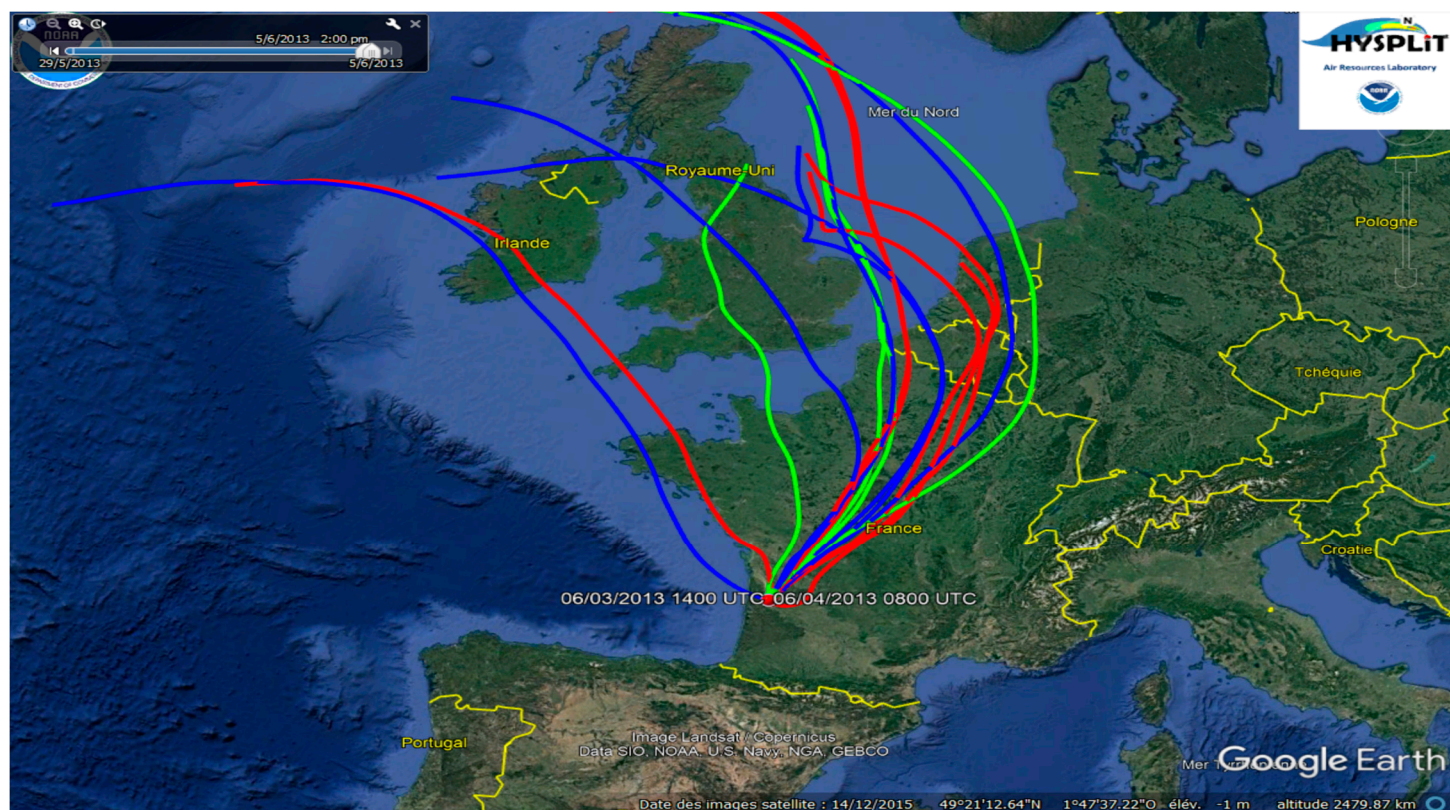 5/6/2013 2:00 pm
29/5/2013
5/6/2013
NOAA
N
HYSPLiT
Air Resources Laboratory
NOAA
Mer du Nord
Royaume-Uni
Irlande
Pologne
Tchéquie
France
Croatie
06/03/2013 1400 UTC 06/04/2013 0800 UTC
Portugal
Image Landsat / Copernicus
Data SIO, NOAA, U.S. Navy, NGA, GEBCO
Mer
Google Earth
Date des images satellite : 14/12/2015 49°21'12.64"N 1°47'37.22"O élév. -1 m altitude 2479.87 km